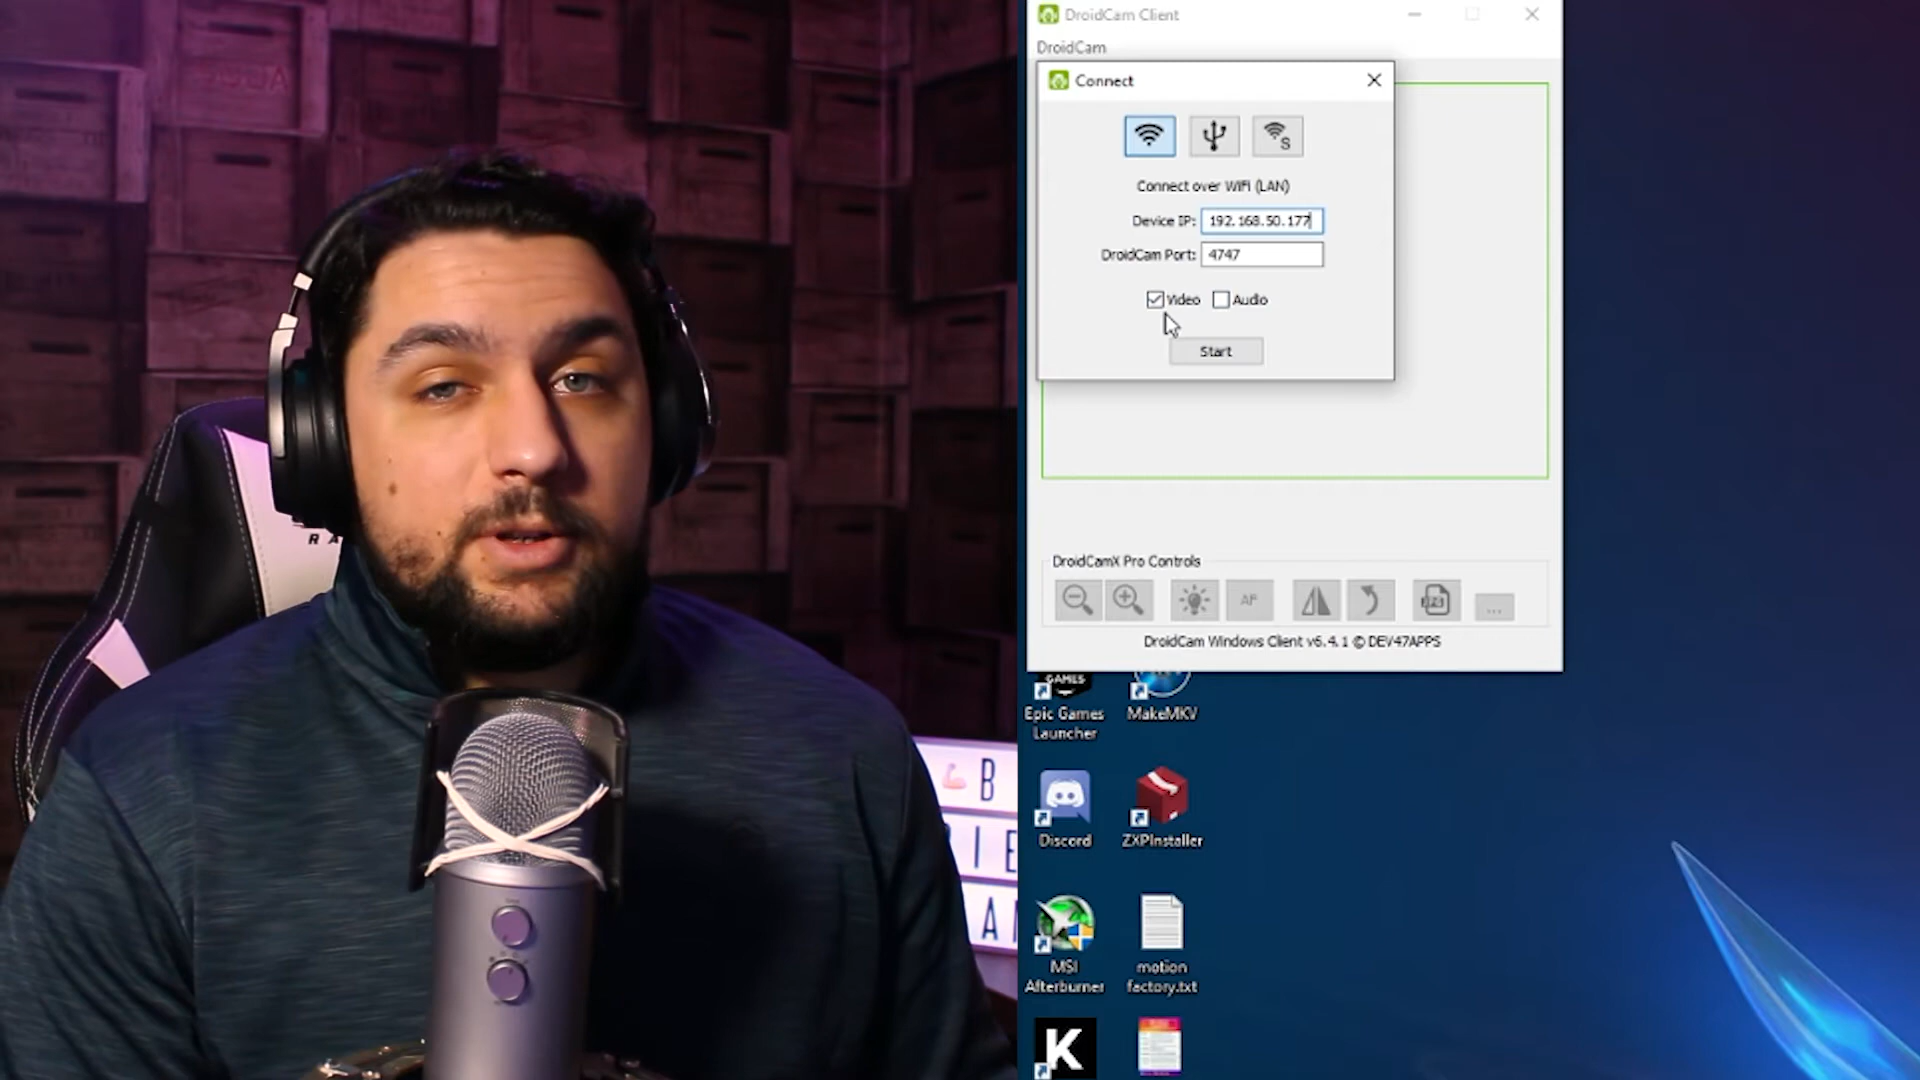 DroidCam Client
DroidCam
Connect
S
Connect over WiFi (LAN)
Device IP: 192.168.50.177
DroidCam Port: 4747
Video Audio
Start
DroidCamX Pro Controls
AF
...
DroidCam Windows Client v6.4.1 © DEV47APPS
GAMES
Epic Games
Launcher
MakeMKV
Discord
ZXPInstaller
MSI
Afterburner
motion
factory.txt
K
R A
B
I E
A